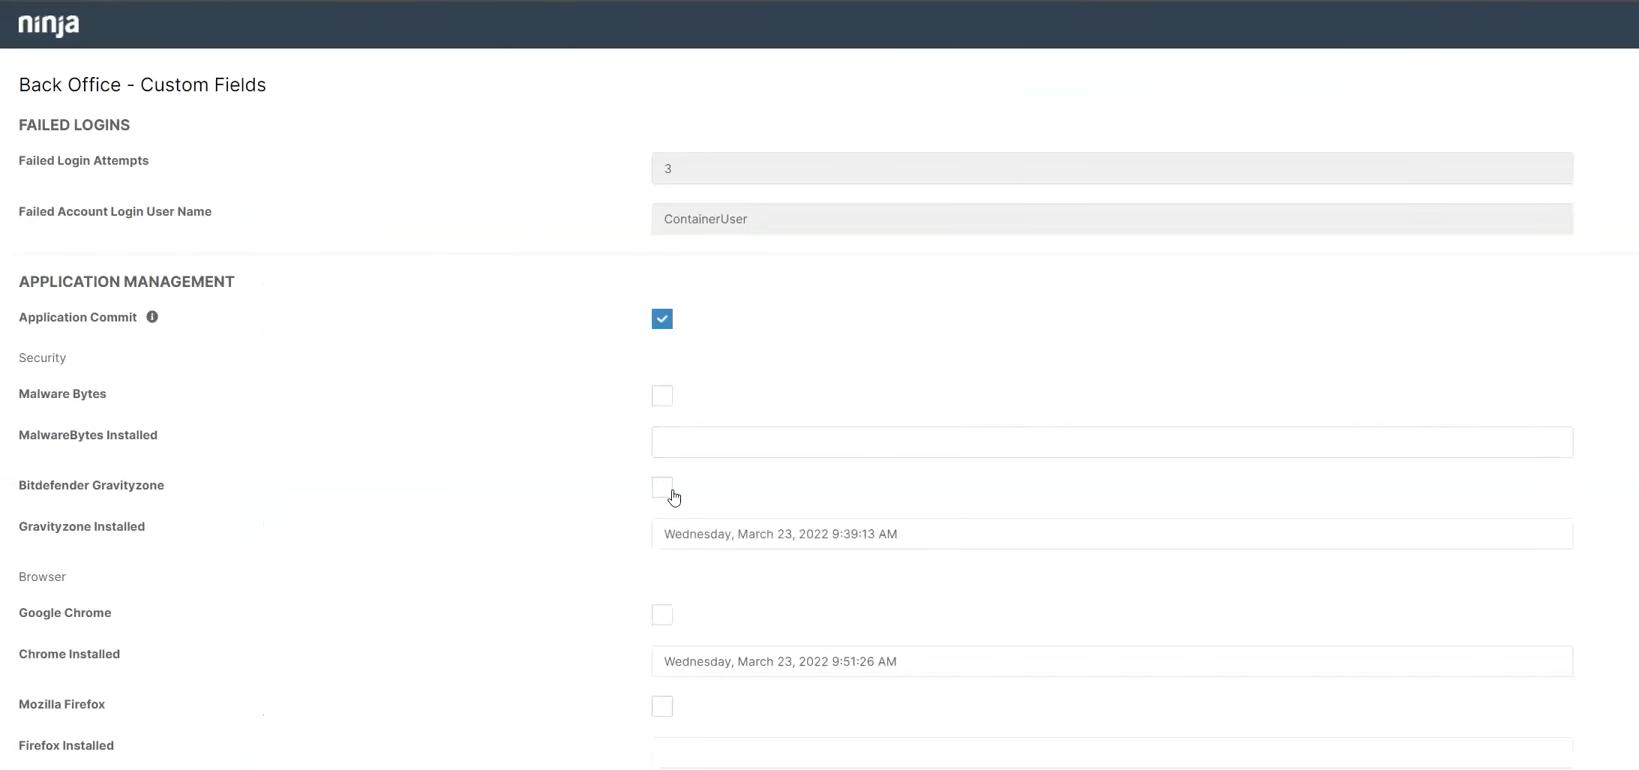 ninja
Back Office - Custom Fields
FAILED LOGINS
Failed Login Attempts
3
Failed Account Login User Name
ContainerUser
APPLICATION MANAGEMENT
Application Commit
Security
Malware Bytes
MalwareBytes Installed
Bitdefender Gravityzone
Gravityzone Installed
Wednesday, March 23, 2022 9:39:13 AM
Browser
Google Chrome
Chrome Installed
Wednesday, March 23, 2022 9:51:26 AM
Mozilla Firefox
Firefox Installed